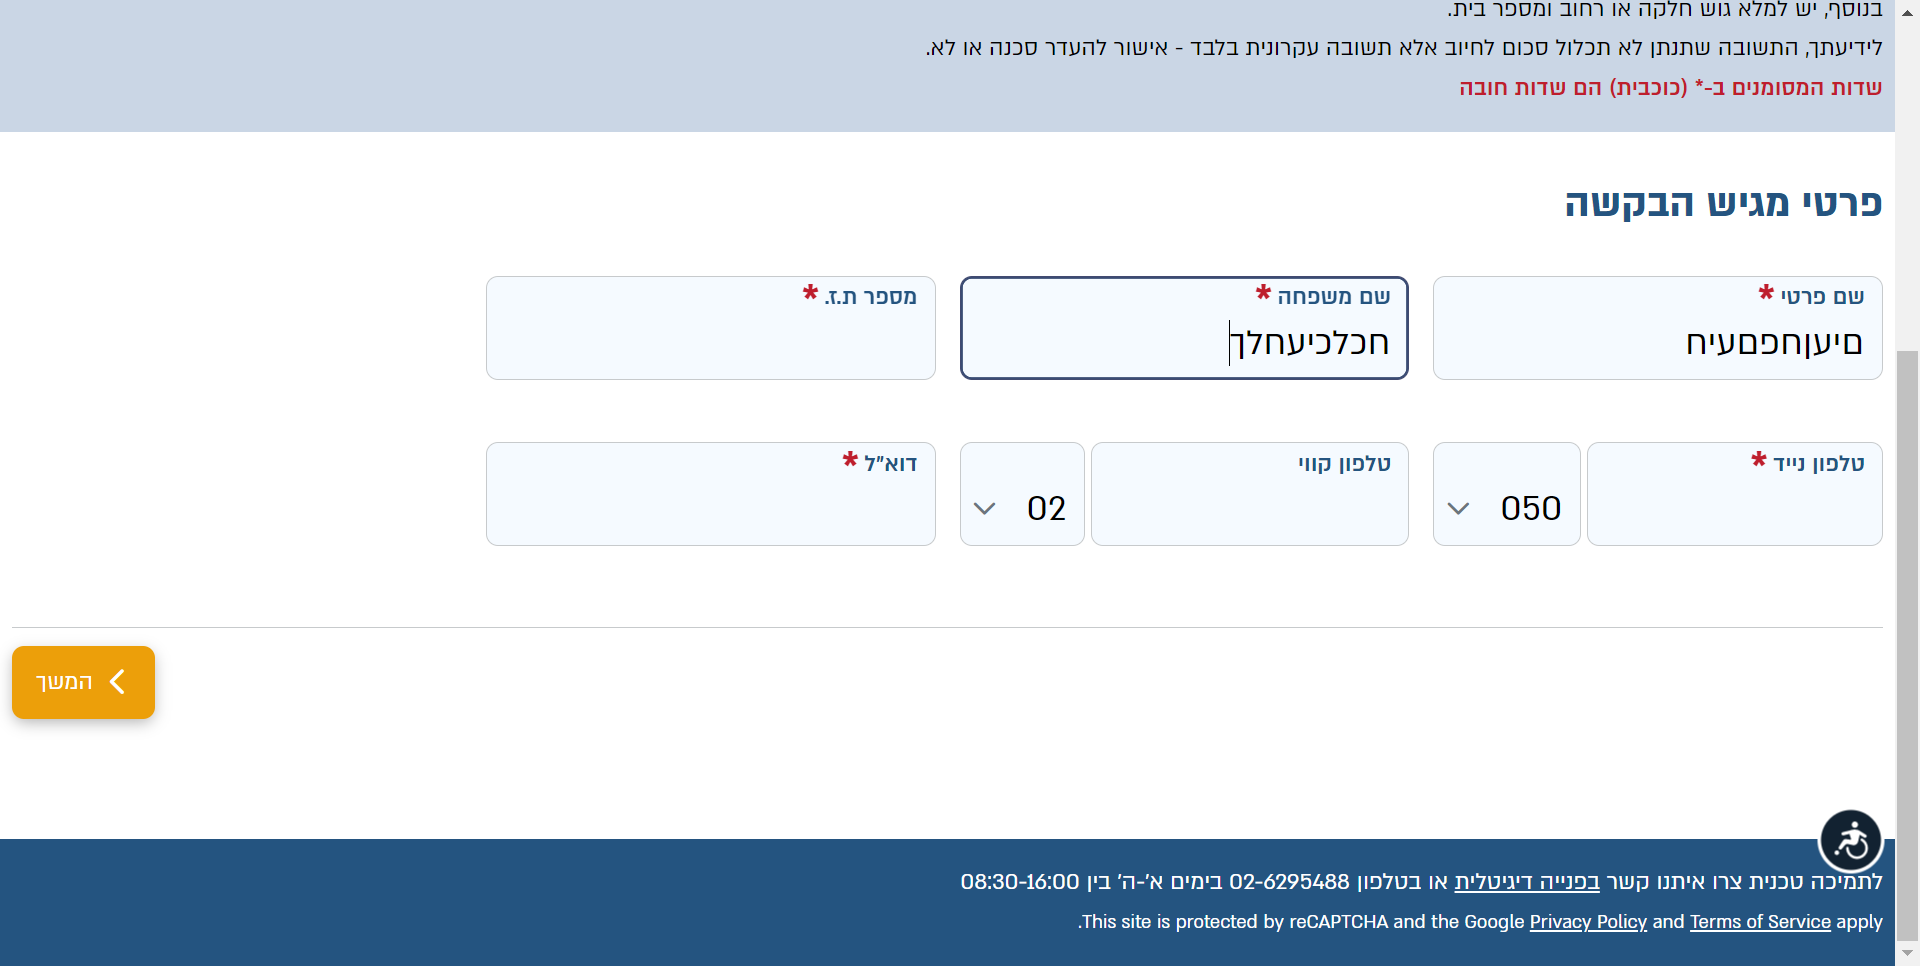 בנוסף, יש למלא גוש חלקה או רחוב ומספר בית.
לידיעתך, התשובה שתנתן לא תכלול סכום לחיוב אלא תשובה עקרונית בלבד - אישור להעדר סכנה או לא.
שדות המסומנים ב-* (כוכבית) הם שדות חובה
פרטי מגיש הבקשה
שם פרטי *
םיעןחפםעיח
שם משפחה *
חכלכיעחלך
מספר ת.ז. *
טלפון נייד *
050
טלפון קווי
02
דוא"ל *
המשך
לתמיכה טכנית צרו איתנו קשר בפנייה דיגיטלית או בטלפון 02-6295488 בימים א'-ה' בין 08:30-16:00
This site is protected by reCAPTCHA and the Google Privacy Policy and Terms of Service apply.